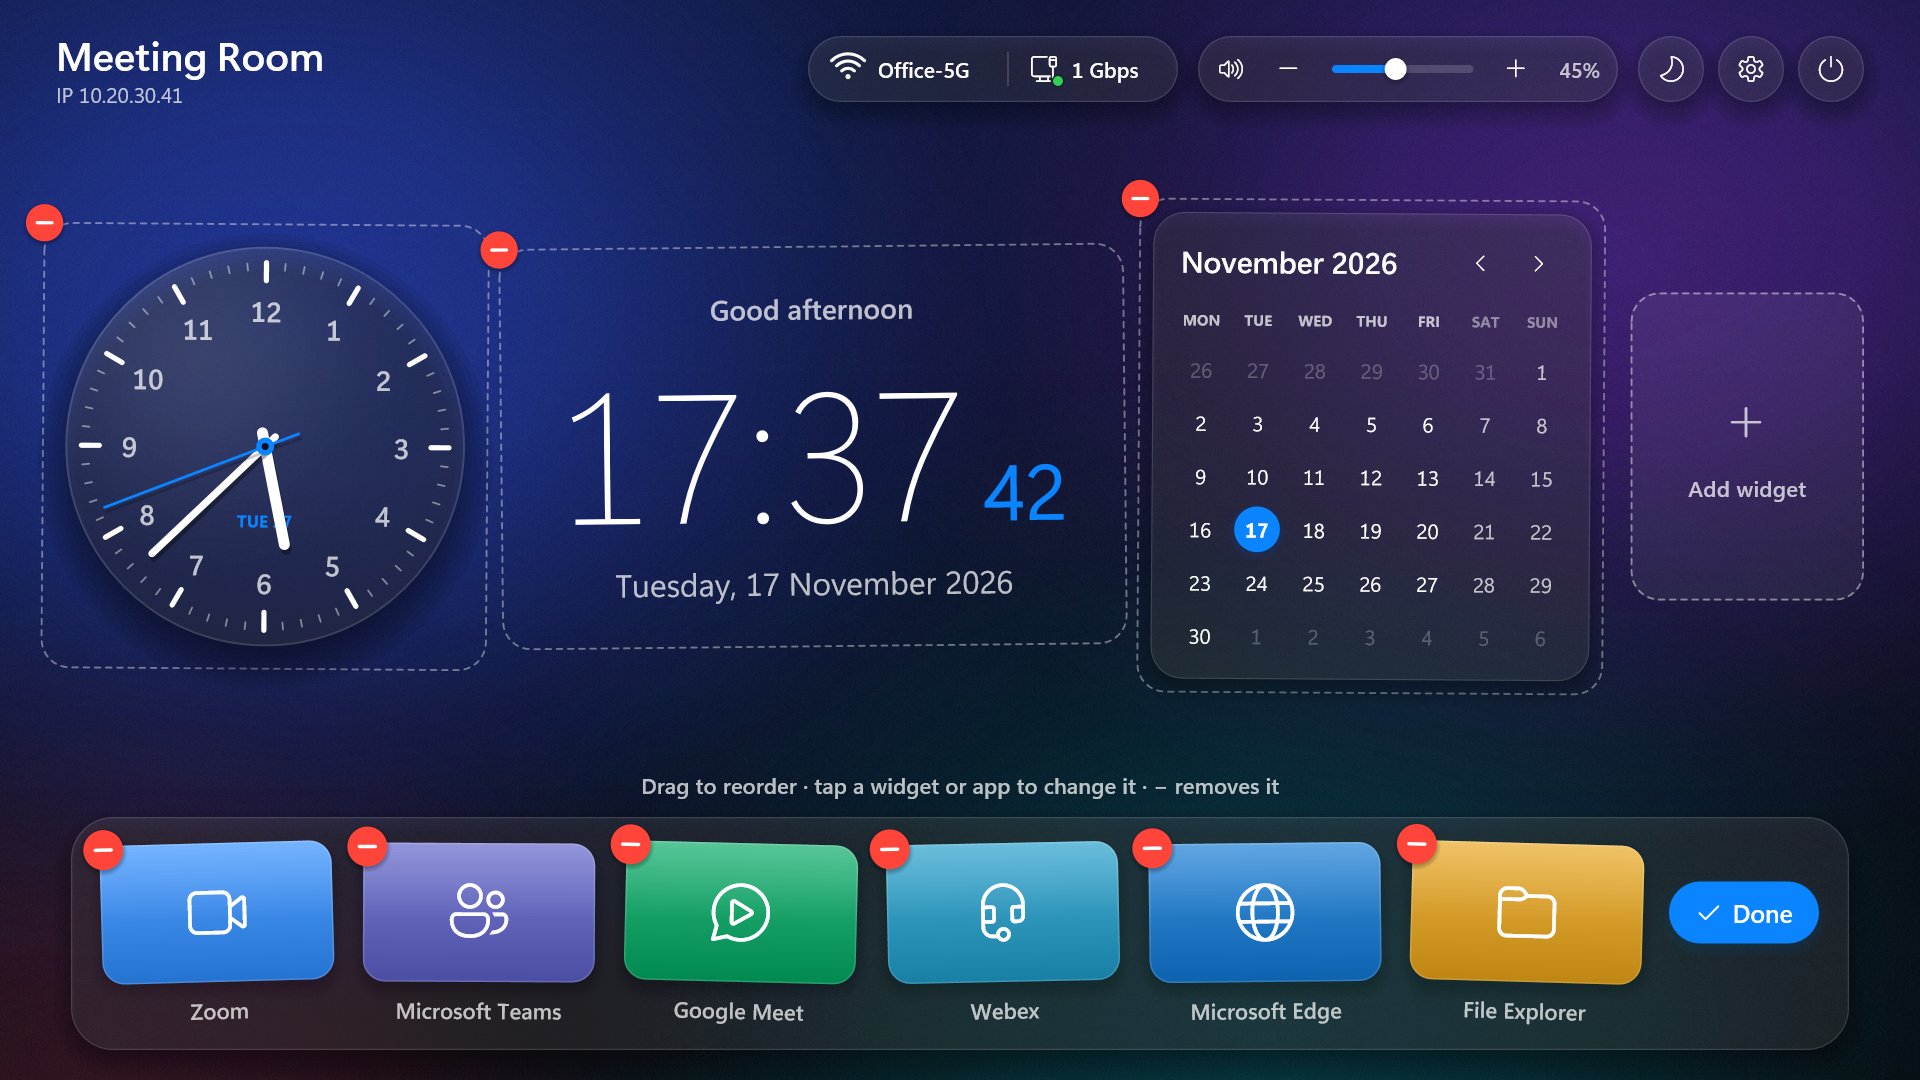 Meeting Room
IP 10.20.30.41
Office-5G
1 Gbps
45%
12
1
2
3
4
5
6
7
8
9
10
11
TUE
Good afternoon
17:37 42
Tuesday, 17 November 2026
November 2026
MON TUE WED THU FRI SAT SUN
26 27 28 29 30 31 1
2 3 4 5 6 7 8
9 10 11 12 13 14 15
16 17 18 19 20 21 22
23 24 25 26 27 28 29
30 1 2 3 4 5 6
Add widget
Drag to reorder · tap a widget or app to change it · – removes it
Zoom
Microsoft Teams
Google Meet
Webex
Microsoft Edge
File Explorer
Done